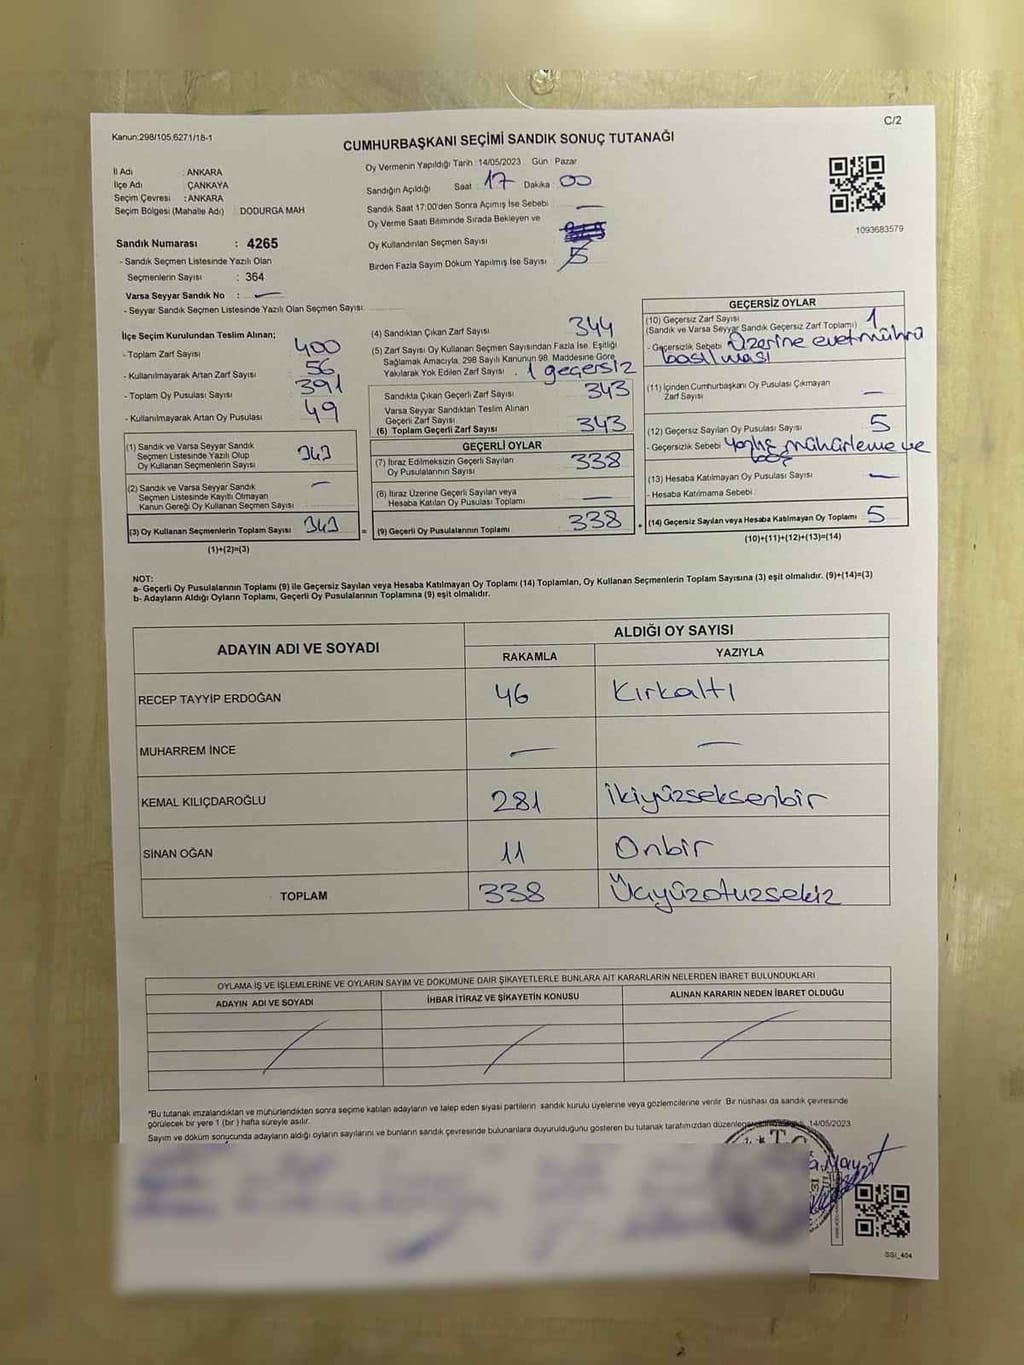 Kanun:298/105,6271/18-1
C/2
CUMHURBAŞKANI SEÇİMİ SANDIK SONUÇ TUTANAĞI
İl Adı : ANKARA
İlçe Adı ÇANKAYA
Seçim Çevresi : ANKARA
Seçim Bölgesi (Mahalle Adı) DODURGA MAH
Sandık Numarası : 4265
- Sandık Seçmen Listesinde Yazılı Olan
Seçmenlerin Sayısı : 364
Varsa Seyyar Sandık No : —
- Seyyar Sandık Seçmen Listesinde Yazılı Olan Seçmen Sayısı
Oy Vermenin Yapıldığı Tarih : 14/05/2023 Gün Pazar
Sandığın Açıldığı Saat 17 Dakika 00
Sandık Saat 17:00'den Sonra Açımış İse Sebebi —
Oy Verme Saati Bitiminde Sırada Bekleyen ve
Oy Kullandırılan Seçmen Sayısı
Birden Fazla Sayım Döküm Yapılmış İse Sayısı
1093683579
İlçe Seçim Kurulundan Teslim Alınan;
- Toplam Zarf Sayısı 400
- Kullanılmayarak Artan Zarf Sayısı 56
- Toplam Oy Pusulası 391
- Kullanılmayarak Artan Oy Pusulası 49
(1) Sandık ve Varsa Seyyar Sandık
Seçmen Listesinde Yazılı Olup
Oy Kullanan Seçmenlerin Sayısı 343
(2) Sandık ve Varsa Seyyar Sandık
Seçmen Listesinde Kayıtlı Olmayan
Kanun Gereği Oy Kullanan Seçmen Sayısı —
(3) Oy Kullanan Seçmenlerin Toplam Sayısı 343
(1)+(2)=(3)
(4) Sandıktan Çıkan Zarf Sayısı 344
(5) Zarf Sayısı Oy Kullanan Seçmen Sayısından Fazla İse, Eşitliği
Sağlamak Amacıyla, 298 Sayılı Kanunun 98. Maddesine Göre
Yakılarak Yok Edilen Zarf Sayısı 1 geçersiz
Sandıkta Çıkan Geçerli Zarf Sayısı 343
Varsa Seyyar Sandıktan Teslim Alınan
Geçerli Zarf Sayısı
(6) Toplam Geçerli Zarf Sayısı 343
GEÇERLİ OYLAR
(7) İtiraz Edilmeksizin Geçerli Sayılan
Oy Pusulalarının Sayısı 338
(8) İtiraz Üzerine Geçerli Sayılan veya
Hesaba Katılan Oy Pusulası Toplamı —
= (9) Geçerli Oy Pusulalarının Toplamı 338
GEÇERSİZ OYLAR
(10) Geçersiz Zarf Sayısı
(Sandık ve Varsa Seyyar Sandık Geçersiz Zarf Toplamı) 1
- Geçersizlik Sebebi Üzerine evet mührü
basılması
(11) İçinden Cumhurbaşkanı Oy Pusulası Çıkmayan
Zarf Sayısı —
(12) Geçersiz Sayılan Oy Pusulası Sayısı 5
- Geçersizlik Sebebi Yanlış mühürleme ve
boş
(13) Hesaba Katılmayan Oy Pusulası Sayısı —
- Hesaba Katılmama Sebebi
+ (14) Geçersiz Sayılan veya Hesaba Katılmayan Oy Toplamı 5
(10)+(11)+(12)+(13)=(14)
NOT:
a- Geçerli Oy Pusulalarının Toplamı (9) ile Geçersiz Sayılan veya Hesaba Katılmayan Oy Toplamı (14) Toplamları, Oy Kullanan Seçmenlerin Toplam Sayısına (3) eşit olmalıdır. (9)+(14)=(3)
b- Adayların Aldığı Oyların Toplamı, Geçerli Oy Pusulalarının Toplamına (9) eşit olmalıdır.
ADAYIN ADI VE SOYADI
ALDIĞI OY SAYISI
RAKAMLA YAZIYLA
RECEP TAYYİP ERDOĞAN 46 Kırkaltı
MUHARREM İNCE — —
KEMAL KILIÇDAROĞLU 281 İkiyüzseksenbir
SİNAN OĞAN 11 Onbir
TOPLAM 338 Üçyüzotuzsekiz
OYLAMA İŞ VE İŞLEMLERİNE VE OYLARIN SAYIM VE DÖKÜMÜNE DAİR ŞİKAYETLERLE BUNLARA AİT KARARLARIN NELERDEN İBARET BULUNDUKLARI
ADAYIN ADI VE SOYADI İHBAR İTİRAZ VE ŞİKAYETİN KONUSU ALINAN KARARIN NEDEN İBARET OLDUĞU
*Bu tutanak imzalandıktan ve mühürlendikten sonra seçime katılan adayların ve talep eden siyasi partilerin sandık kurulu üyelerine veya gözlemcilerine verilir. Bir nüshası da sandık çevresinde
görülecek bir yere 1 (bir) hafta süreyle asılır.
Sayım ve döküm sonucunda adayların aldığı oyların sayılarını ve bunların sandık çevresinde bulunanlara duyurulduğunu gösteren bu tutanak tarafımızdan 14/05/2023
T.C.
SSI_404